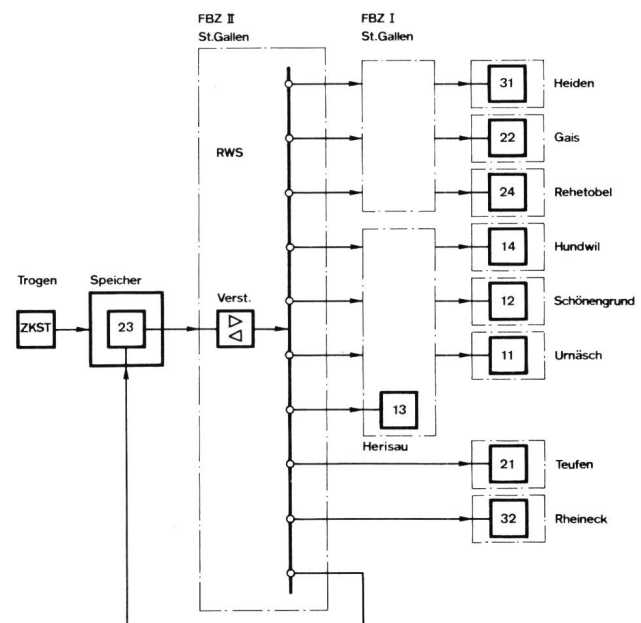 FBZ II
St.Gallen
FBZ I
St.Gallen
RWS
31
Heiden
22
Gais
24
Rehetobel
14
Hundwil
12
Schönengrund
11
Urnäsch
13
Herisau
21
Teufen
32
Rheineck
Trogen
ZKST
Speicher
23
Verst.